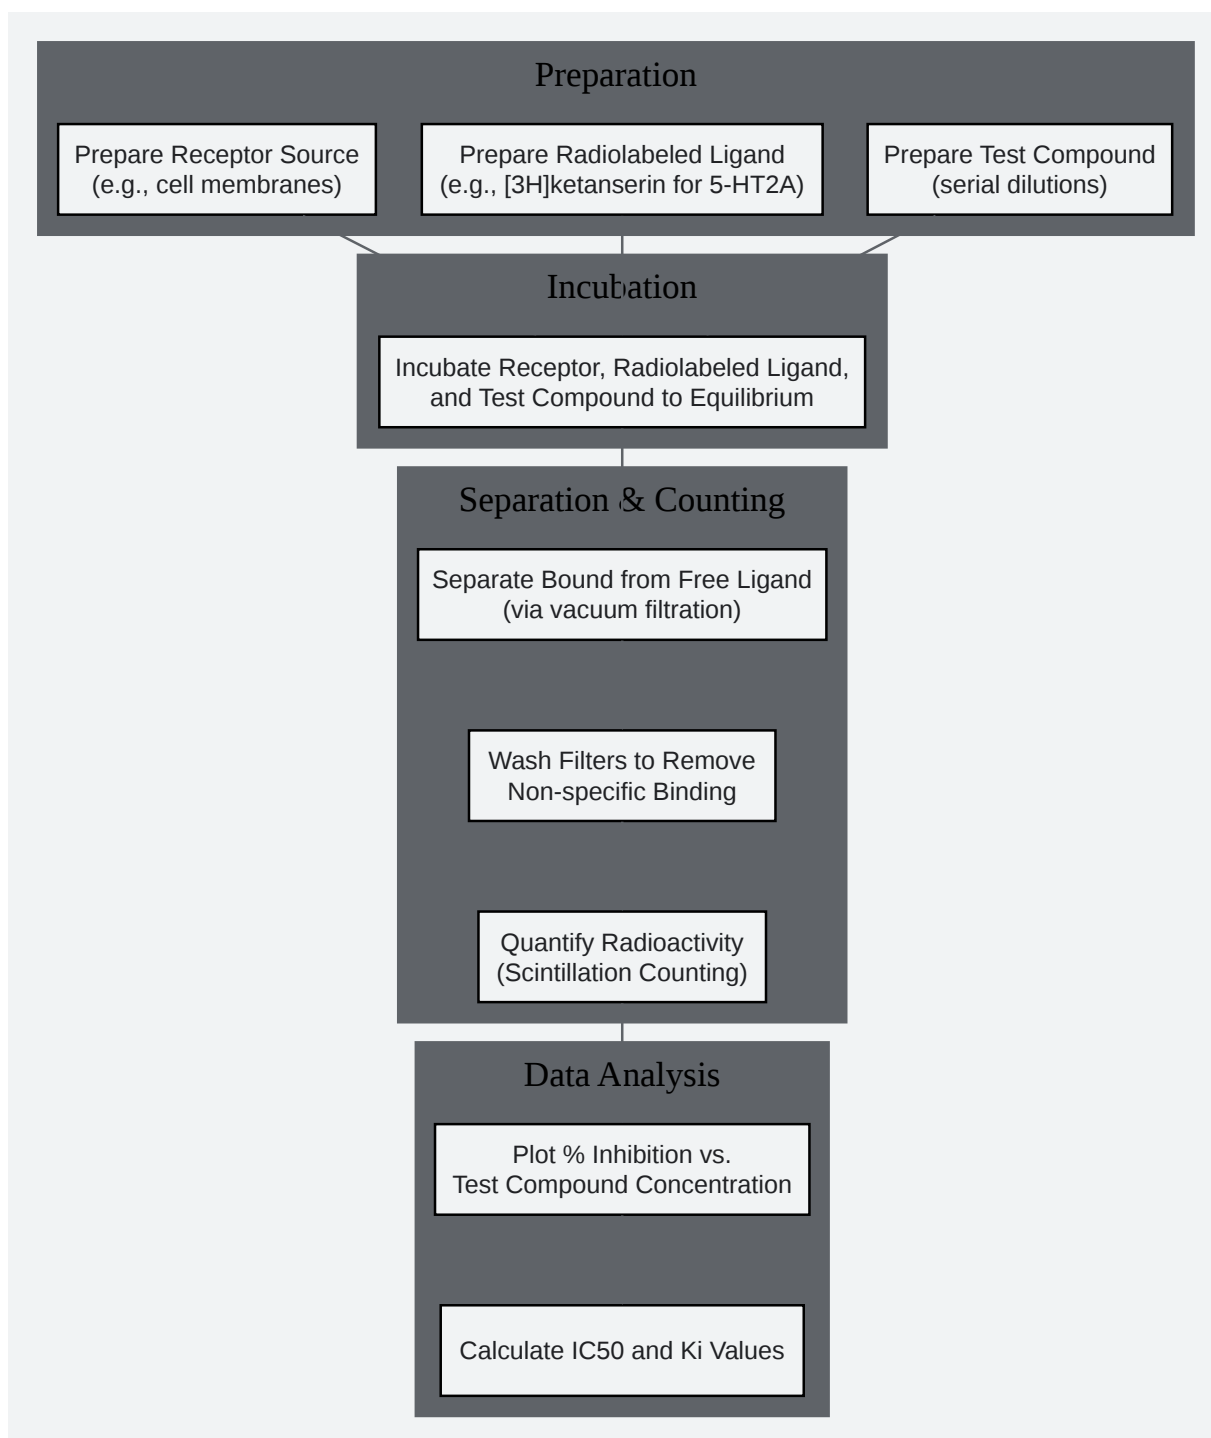 Preparation
Prepare Receptor Source
(e.g., cell membranes)
Prepare Radiolabeled Ligand
(e.g., [3H]ketanserin for 5-HT2A)
Prepare Test Compound
(serial dilutions)
Incubation
Incubate Receptor, Radiolabeled Ligand,
and Test Compound to Equilibrium
Separation & Counting
Separate Bound from Free Ligand
(via vacuum filtration)
Wash Filters to Remove
Non-specific Binding
Quantify Radioactivity
(Scintillation Counting)
Data Analysis
Plot % Inhibition vs.
Test Compound Concentration
Calculate IC50 and Ki Values